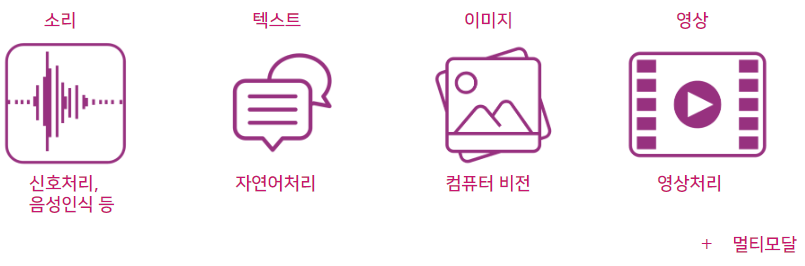 소리
텍스트
이미지
영상
신호처리,
음성인식 등
자연어처리
컴퓨터 비전
영상처리
+ 멀티모달